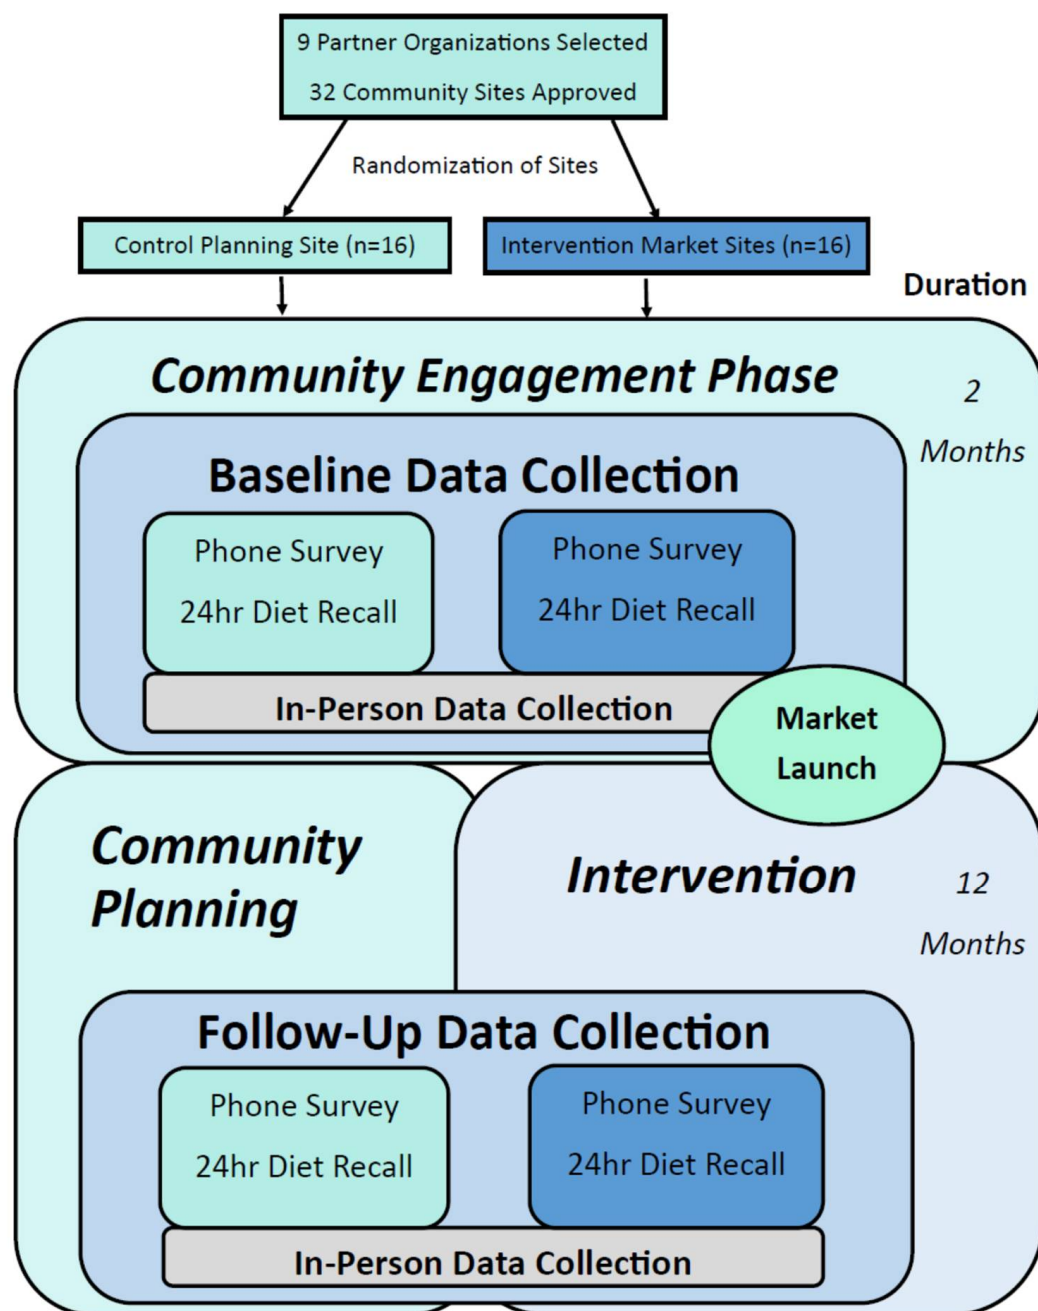 9 Partner Organizations Selected
32 Community Sites Approved
Randomization of Sites
Control Planning Site (n=16)
Intervention Market Sites (n=16)
Duration
Community Engagement Phase
2
Months
Baseline Data Collection
Phone Survey
24hr Diet Recall
Phone Survey
24hr Diet Recall
In-Person Data Collection
Market
Launch
Community
Planning
Intervention
12
Months
Follow-Up Data Collection
Phone Survey
24hr Diet Recall
Phone Survey
24hr Diet Recall
In-Person Data Collection